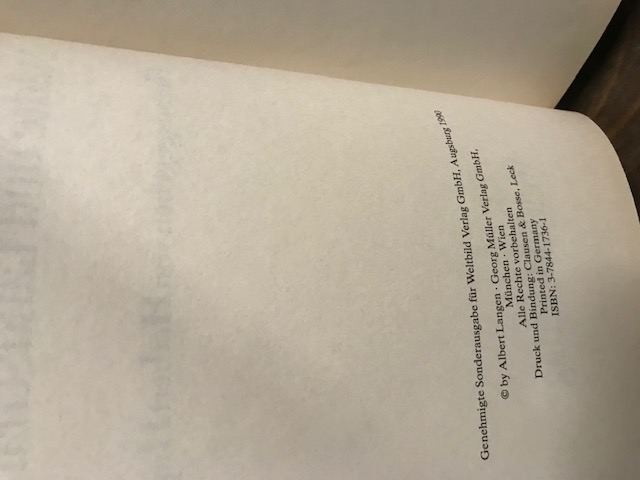 Genehmigte Sonderausgabe für Weltbild Verlag GmbH, Augsburg 1990
© by Albert Langen · Georg Müller Verlag GmbH,
München · Wien
Alle Rechte vorbehalten
Druck und Bindung: Clausen & Bosse, Leck
Printed in Germany
ISBN: 3-7844-1736-1